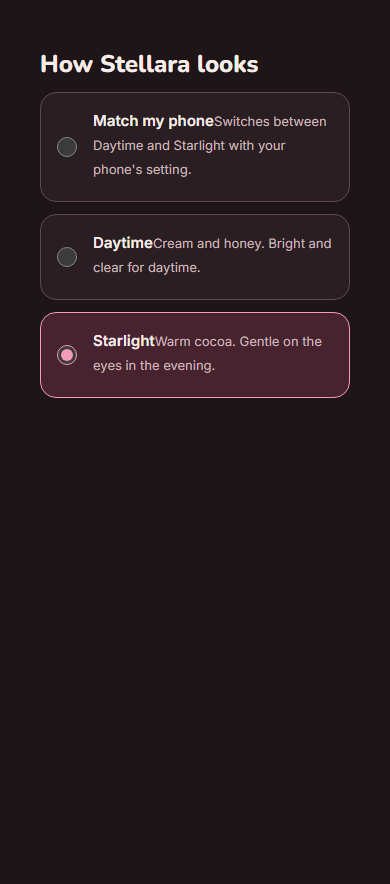 How Stellara looks
Match my phoneSwitches between
Daytime and Starlight with your
phone's setting.
DaytimeCream and honey. Bright and
clear for daytime.
StarlightWarm cocoa. Gentle on the
eyes in the evening.